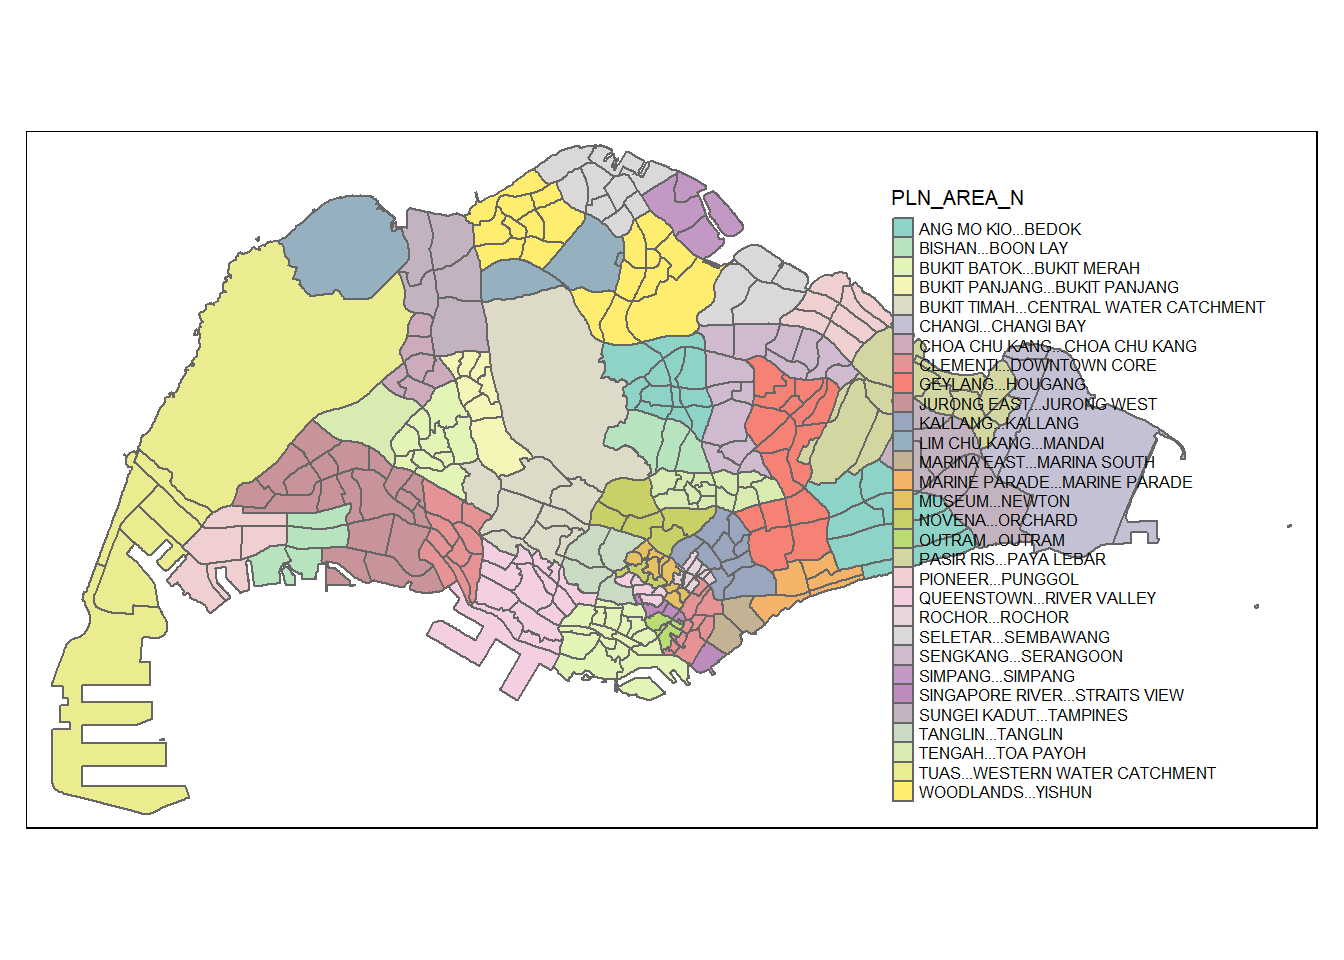 PLN_AREA_N
ANG MO KIO...BEDOK
BISHAN...BOON LAY
BUKIT BATOK...BUKIT MERAH
BUKIT PANJANG...BUKIT PANJANG
BUKIT TIMAH...CENTRAL WATER CATCHMENT
CHANGI...CHANGI BAY
CHOA CHU KANG...CHOA CHU KANG
CLEMENTI...DOWNTOWN CORE
GEYLANG...HOUGANG
JURONG EAST...JURONG WEST
KALLANG...KALLANG
LIM CHU KANG...MANDAI
MARINA EAST...MARINA SOUTH
MARINE PARADE...MARINE PARADE
MUSEUM...NEWTON
NOVENA...ORCHARD
OUTRAM...OUTRAM
PASIR RIS...PAYA LEBAR
PIONEER...PUNGGOL
QUEENSTOWN...RIVER VALLEY
ROCHOR...ROCHOR
SELETAR...SEMBAWANG
SENGKANG...SERANGOON
SIMPANG...SIMPANG
SINGAPORE RIVER...STRAITS VIEW
SUNGEI KADUT...TAMPINES
TANGLIN...TANGLIN
TENGAH...TOA PAYOH
TUAS...WESTERN WATER CATCHMENT
WOODLANDS...YISHUN